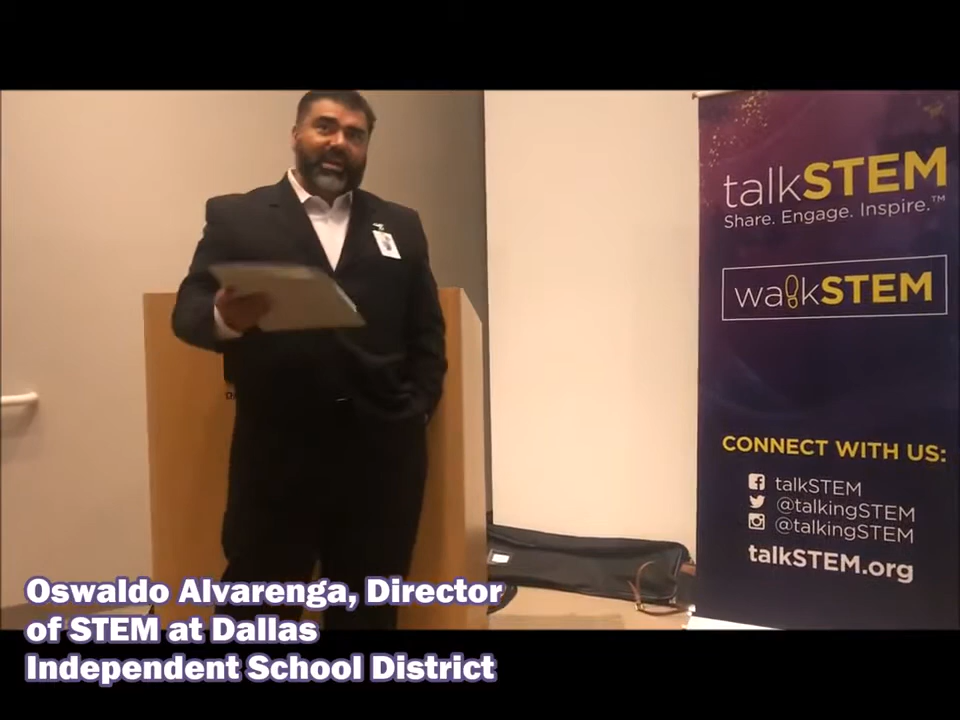 talkSTEM
Share. Engage. Inspire.™
walkSTEM
CONNECT WITH US:
talkSTEM
@talkingSTEM
@talkingSTEM
talkSTEM.org
Oswaldo Alvarenga, Director
of STEM at Dallas
Independent School District